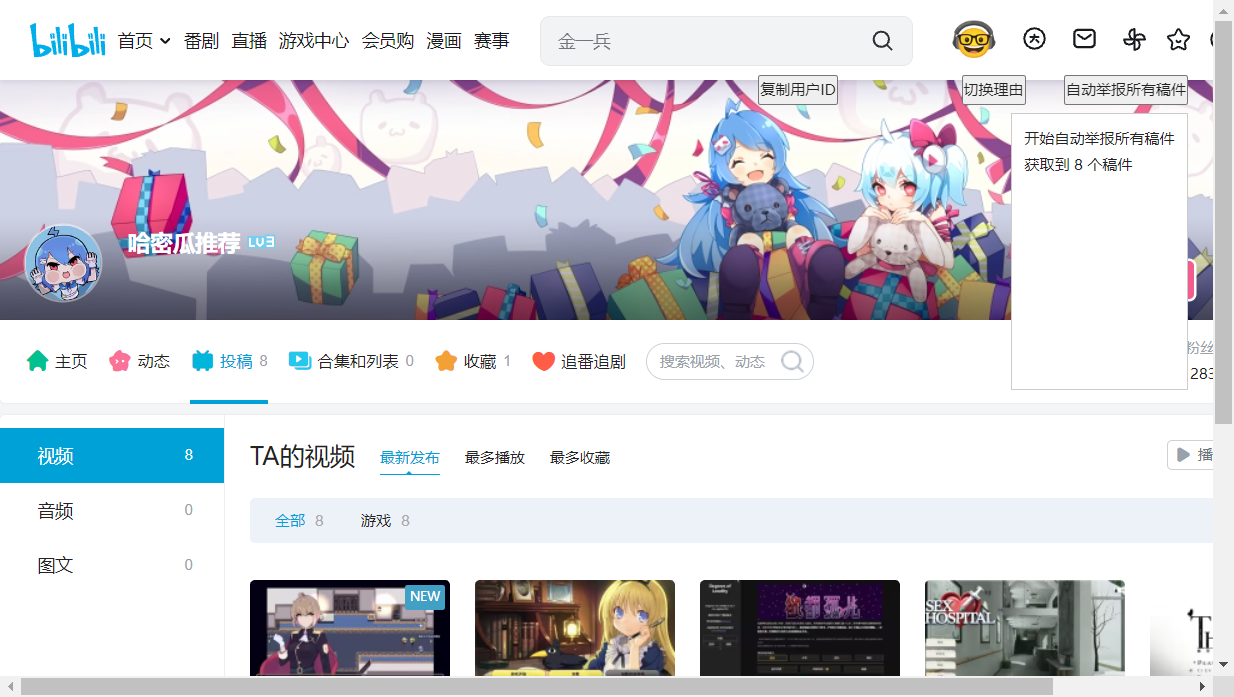 bilibili 首页 番剧 直播 游戏中心 会员购 漫画 赛事 金一兵
复制用户ID 切换理由 自动举报所有稿件
开始自动举报所有稿件
获取到 8 个稿件
哈密瓜推荐 LV3
主页 动态 投稿 8 合集和列表 0 收藏 1 追番追剧 搜索视频、动态 粉丝
283
视频 8
音频 0
图文 0
TA的视频 最新发布 最多播放 最多收藏 播
全部 8 游戏 8
NEW
SEX
HOSPITAL